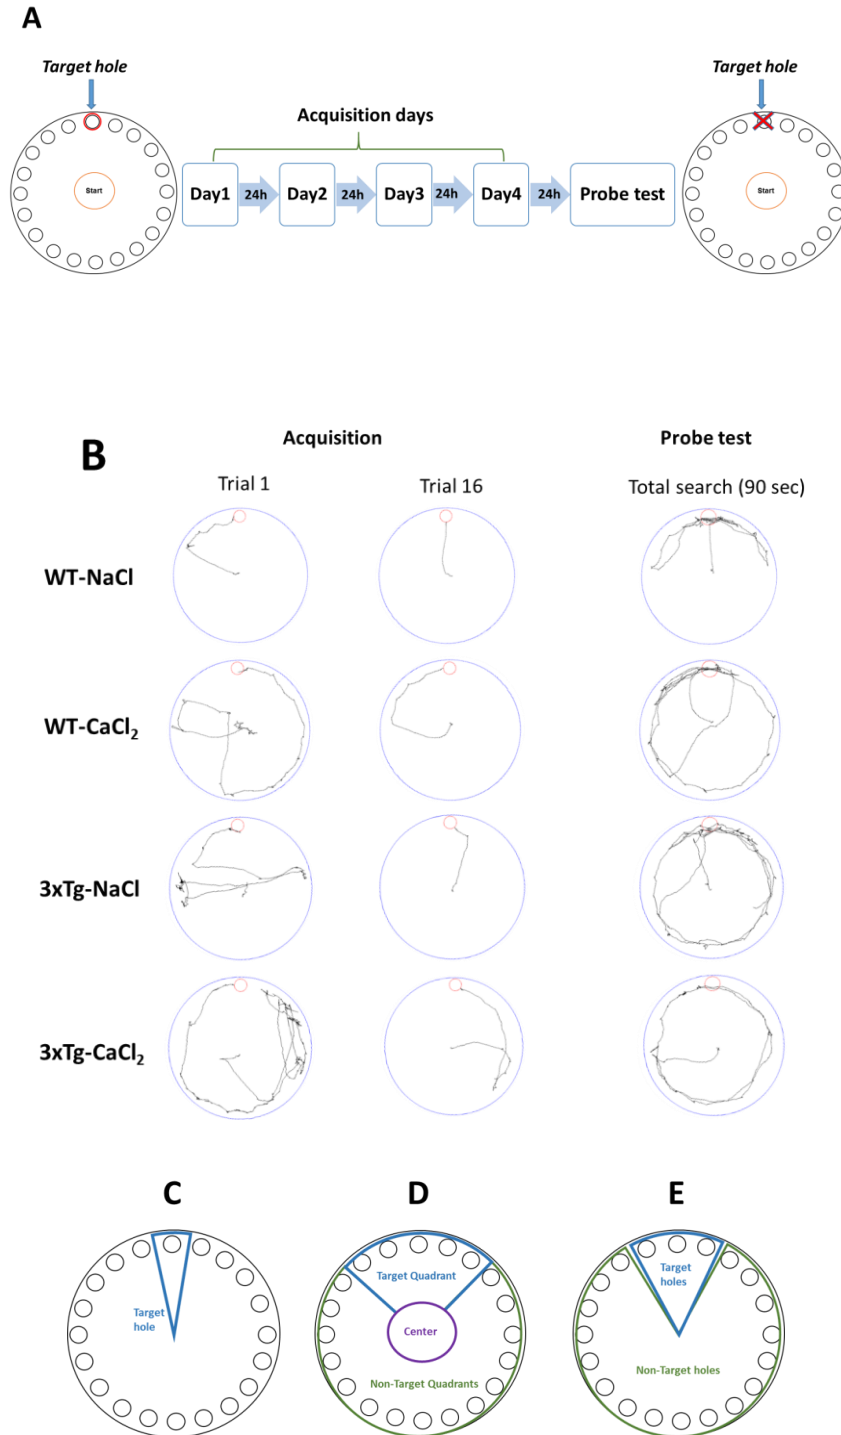 A
Target hole
Target hole
Acquisition days
Start
Day1
24h
Day2
24h
Day3
24h
Day4
24h
Probe test
Start
B
Acquisition
Probe test
Trial 1
Trial 16
Total search (90 sec)
WT-NaCl
WT-CaCl₂
3xTg-NaCl
3xTg-CaCl₂
C
D
E
Target
hole
Target Quadrant
Center
Non-Target Quadrants
Target
holes
Non-Target holes